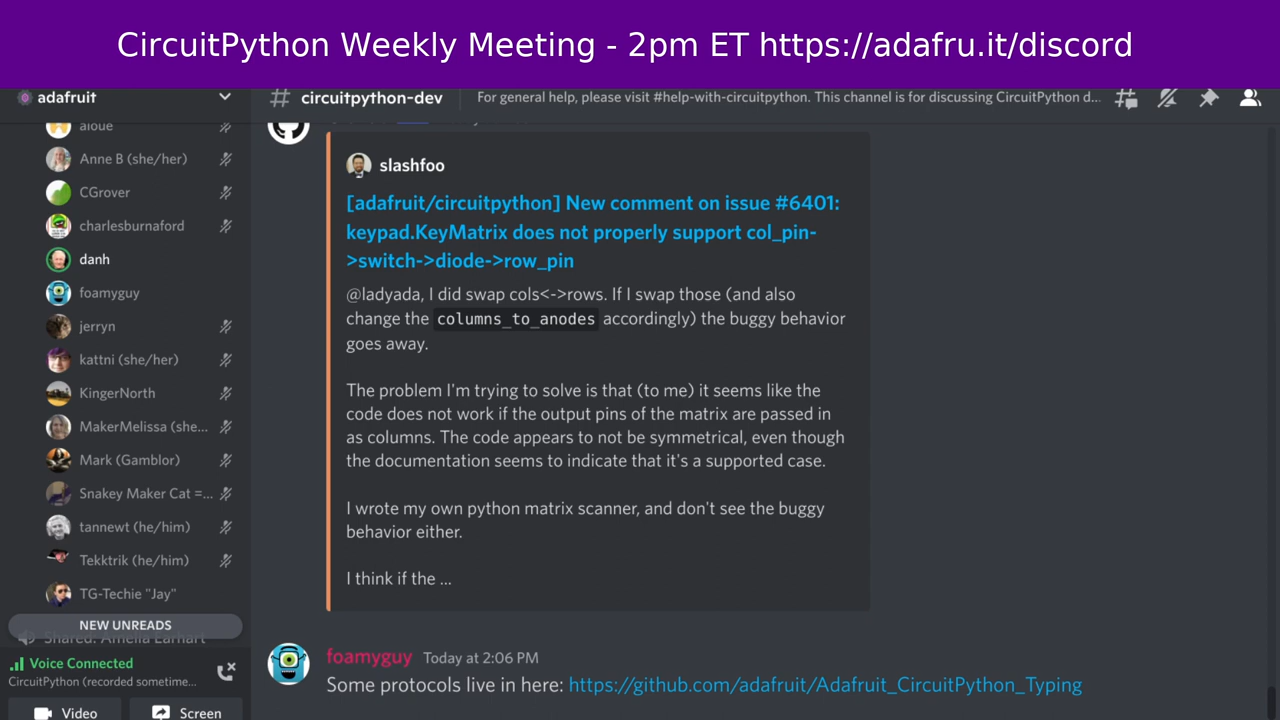 CircuitPython Weekly Meeting - 2pm ET https://adafru.it/discord
adafruit
# circuitpython-dev
For general help, please visit #help-with-circuitpython. This channel is for discussing CircuitPython d...
aloue
Anne B (she/her)
CGrover
charlesburnaford
danh
foamyguy
jerryn
kattni (she/her)
KingerNorth
MakerMelissa (she...
Mark (Gamblor)
Snakey Maker Cat =...
tannewt (he/him)
Tekktrik (he/him)
TG-Techie "Jay"
NEW UNREADS
Shared: Amelia Earhart
Voice Connected
CircuitPython (recorded sometime...
Video
Screen
slashfoo
[adafruit/circuitpython] New comment on issue #6401:
keypad.KeyMatrix does not properly support col_pin-
>switch->diode->row_pin
@ladyada, I did swap cols<->rows. If I swap those (and also
change the columns_to_anodes accordingly) the buggy behavior
goes away.
The problem I'm trying to solve is that (to me) it seems like the
code does not work if the output pins of the matrix are passed in
as columns. The code appears to not be symmetrical, even though
the documentation seems to indicate that it's a supported case.
I wrote my own python matrix scanner, and don't see the buggy
behavior either.
I think if the ...
foamyguy Today at 2:06 PM
Some protocols live in here: https://github.com/adafruit/Adafruit_CircuitPython_Typing